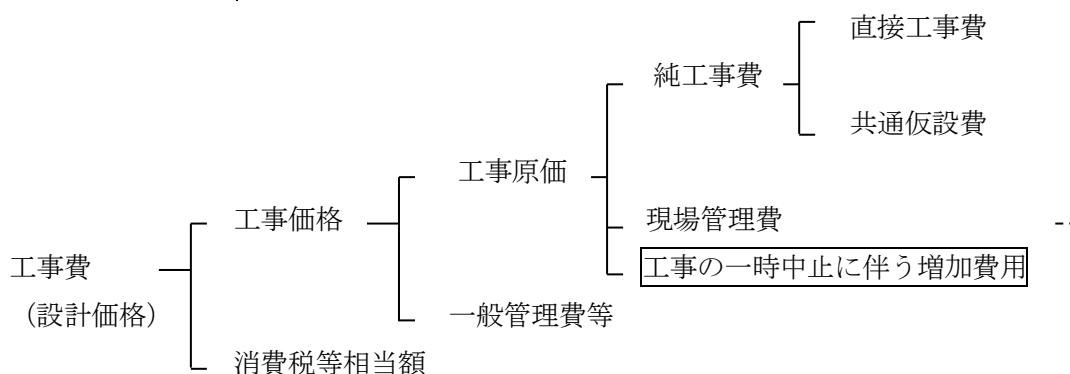 直接工事費
純工事費
共通仮設費
工事原価
工事価格
現場管理費
工事費
工事の一時中止に伴う増加費用
（設計価格）
一般管理費等
消費税等相当額